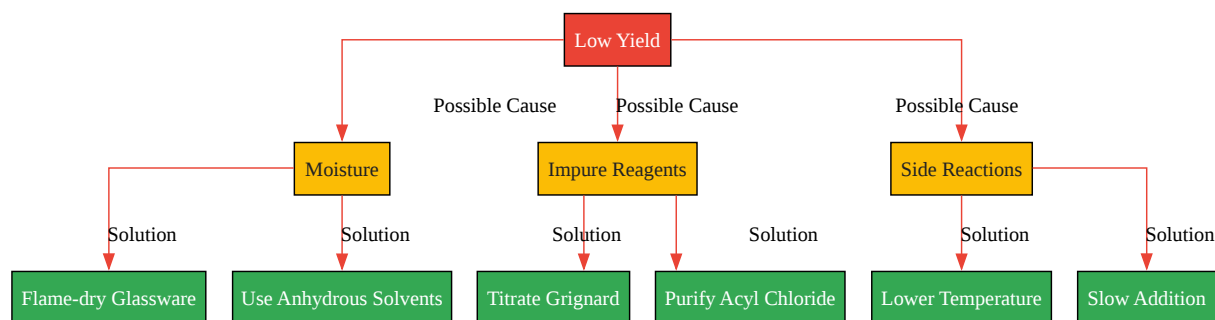 Low Yield
Possible Cause
Possible Cause
Possible Cause
Moisture
Impure Reagents
Side Reactions
Solution
Solution
Solution
Solution
Solution
Solution
Flame-dry Glassware
Use Anhydrous Solvents
Titrate Grignard
Purify Acyl Chloride
Lower Temperature
Slow Addition